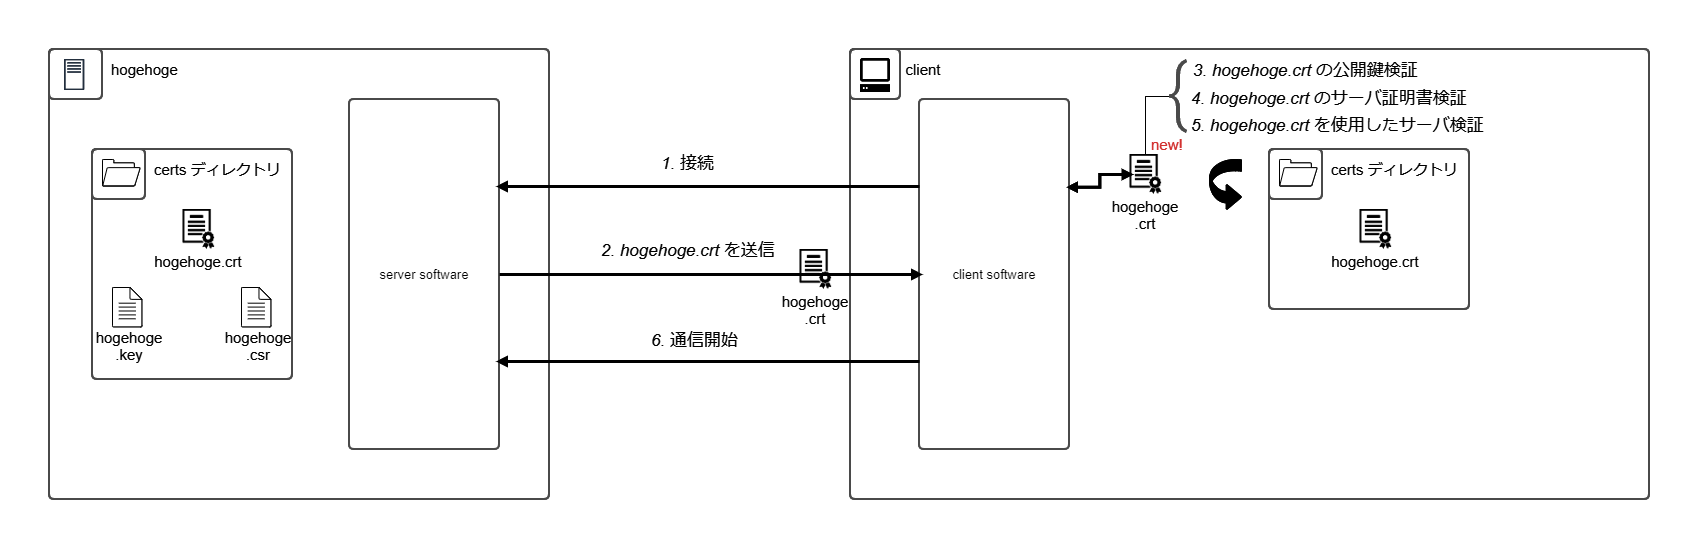 hogehoge
certs ディレクトリ
hogehoge.crt
hogehoge
.key
hogehoge
.csr
server software
1. 接続
2. hogehoge.crt を送信
hogehoge
.crt
6. 通信開始
client
client software
3. hogehoge.crt の公開鍵検証
4. hogehoge.crt のサーバ証明書検証
5. hogehoge.crt を使用したサーバ検証
new!
hogehoge
.crt
certs ディレクトリ
hogehoge.crt